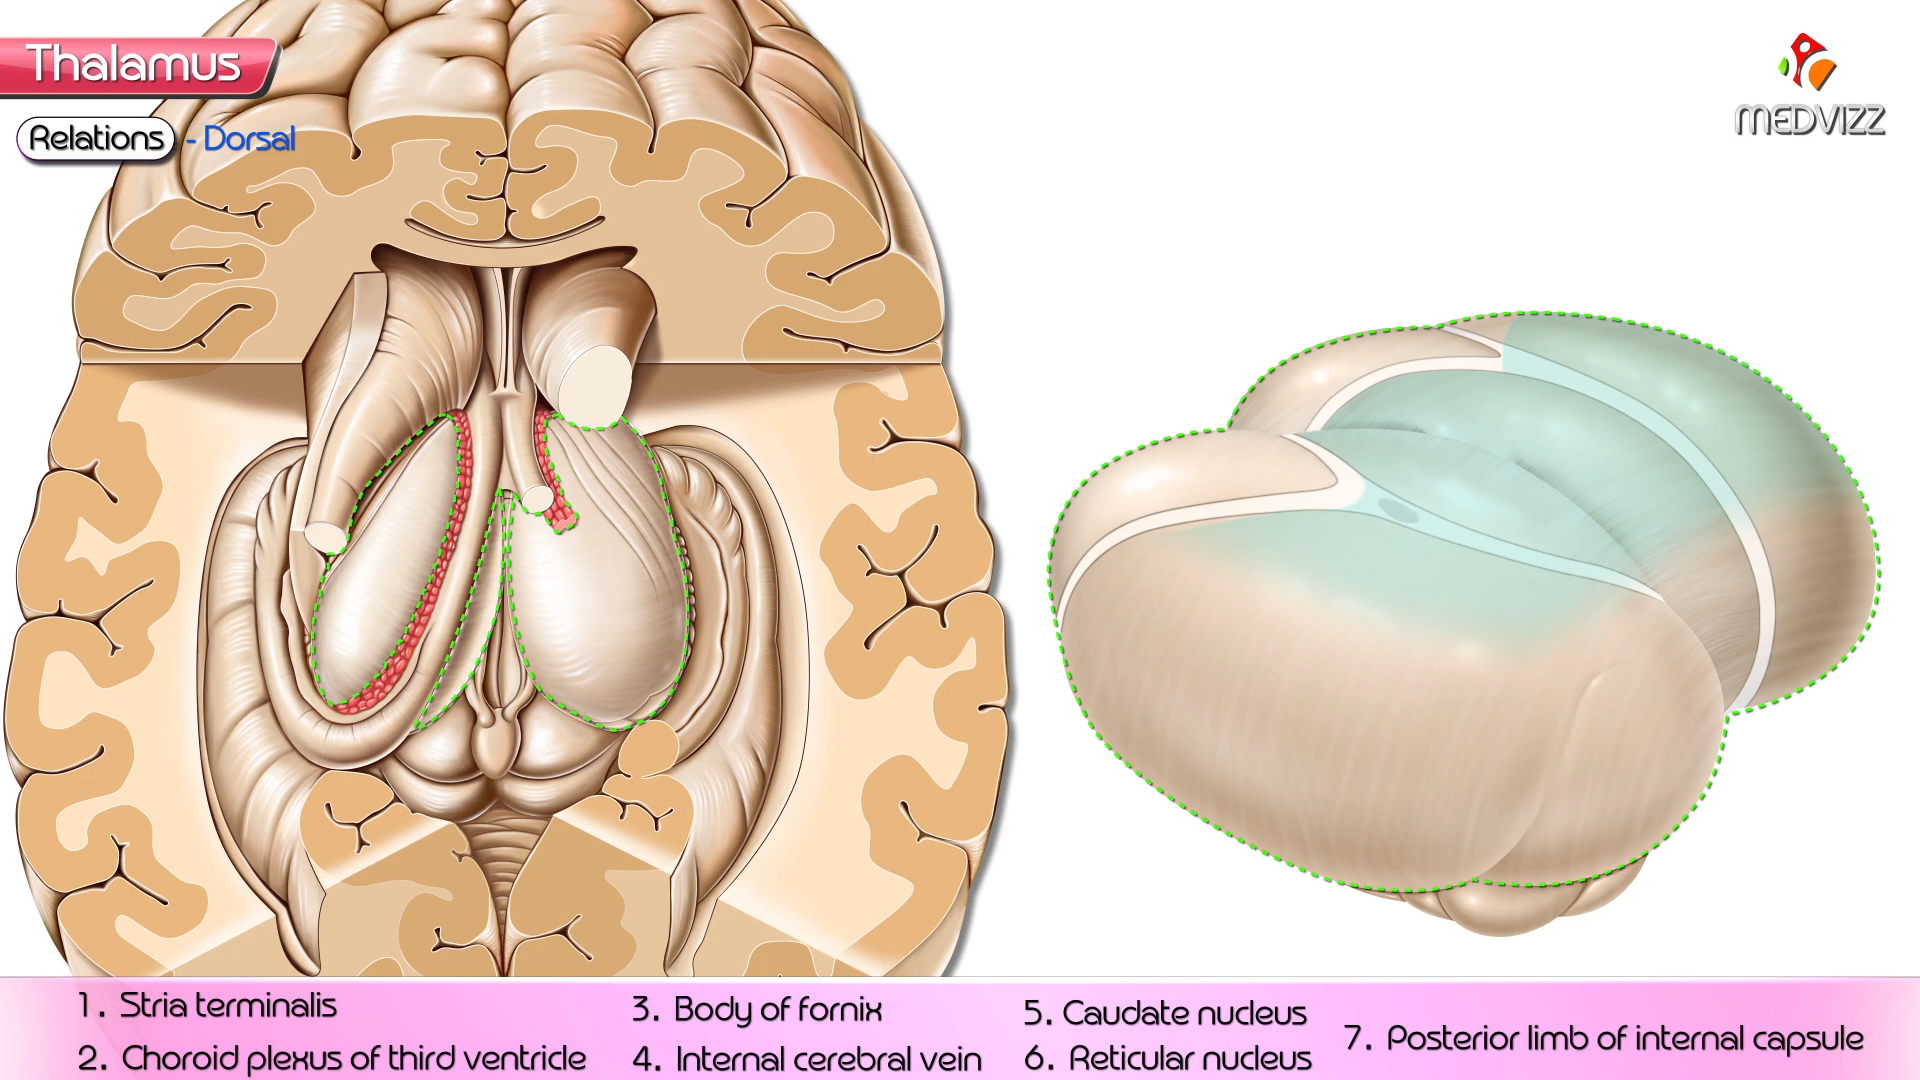 Thalamus
Relations - Dorsal
MEDVIZZ
1. Stria terminalis
2. Choroid plexus of third ventricle
3. Body of fornix
4. Internal cerebral vein
5. Caudate nucleus
6. Reticular nucleus
7. Posterior limb of internal capsule